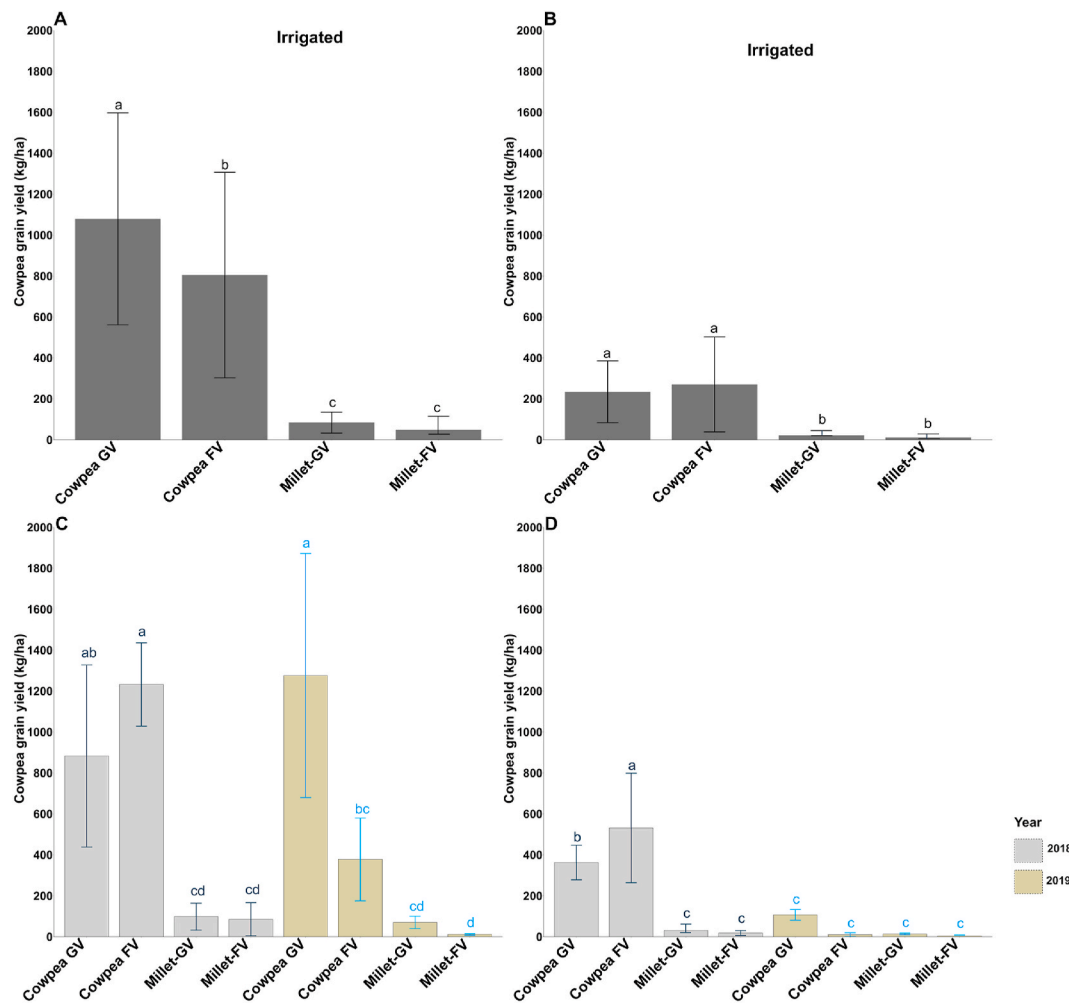 A
Irrigated
Cowpea grain yield (kg/ha)
2000
1800
1600
1400
1200
1000
800
600
400
200
0
a
b
c
c
Cowpea GV
Cowpea FV
Millet-GV
Millet-FV
B
Irrigated
Cowpea grain yield (kg/ha)
2000
1800
1600
1400
1200
1000
800
600
400
200
0
a
a
b
b
Cowpea GV
Cowpea FV
Millet-GV
Millet-FV
C
Cowpea grain yield (kg/ha)
2000
1800
1600
1400
1200
1000
800
600
400
200
0
ab
a
cd
cd
a
bc
cd
d
Cowpea GV
Cowpea FV
Millet-GV
Millet-FV
Cowpea GV
Cowpea FV
Millet-GV
Millet-FV
D
Cowpea grain yield (kg/ha)
2000
1800
1600
1400
1200
1000
800
600
400
200
0
b
a
c
c
c
c
c
c
Cowpea GV
Cowpea FV
Millet-GV
Millet-FV
Cowpea GV
Cowpea FV
Millet-GV
Millet-FV
Year
2018
2019